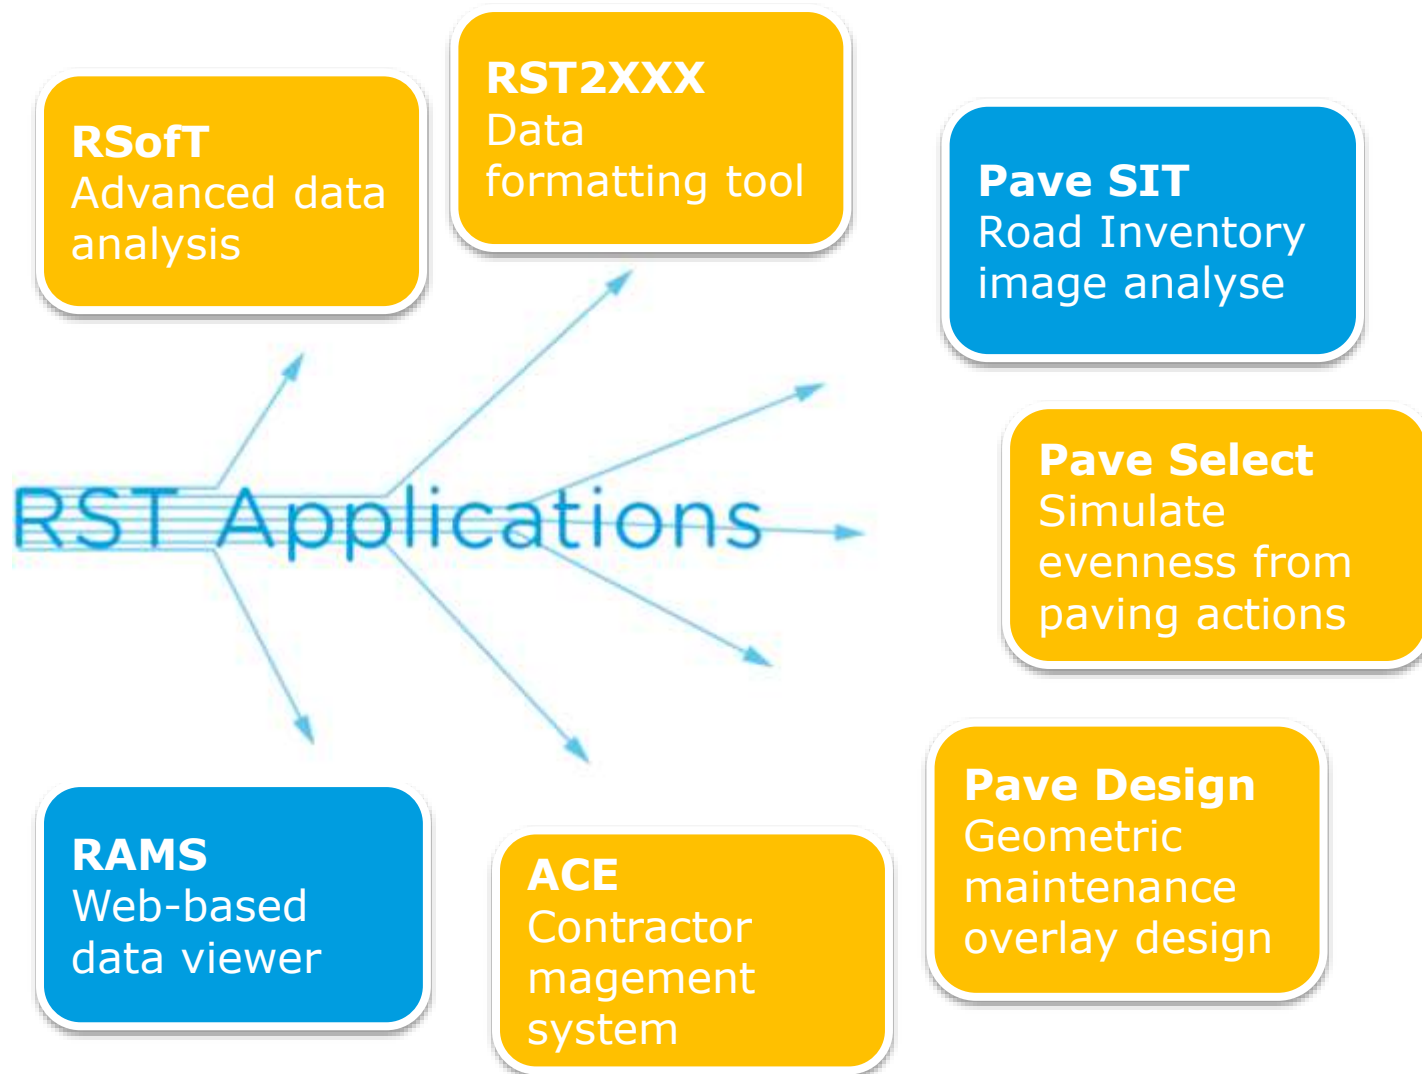 RSofT
Advanced data
analysis
RST2XXX
Data
formatting tool
Pave SIT
Road Inventory
image analyse
Pave Select
Simulate
evenness from
paving actions
RST Applications
Pave Design
Geometric
maintenance
overlay design
RAMS
Web-based
data viewer
ACE
Contractor
magement
system